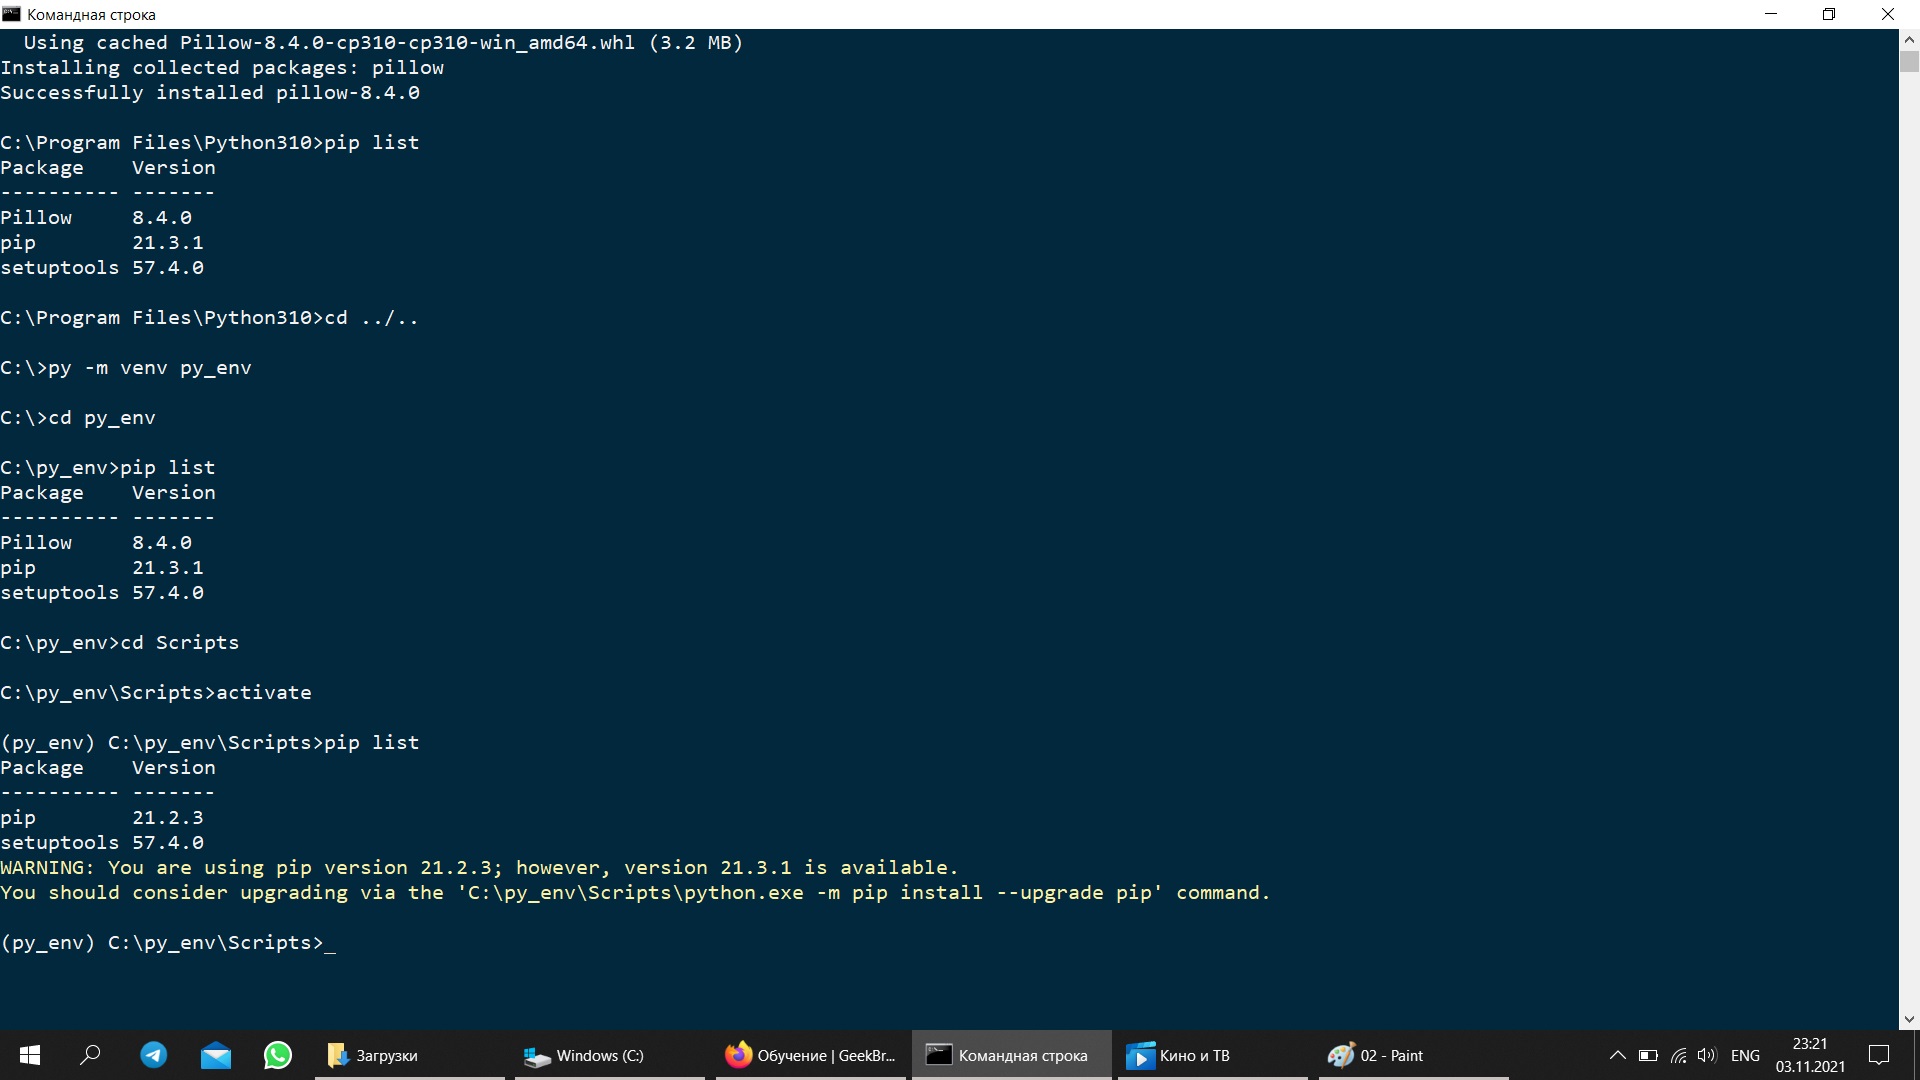 Командная строка
Using cached Pillow-8.4.0-cp310-cp310-win_amd64.whl (3.2 MB)
Installing collected packages: pillow
Successfully installed pillow-8.4.0
C:\Program Files\Python310>pip list
Package    Version
---------- -------
Pillow     8.4.0
pip        21.3.1
setuptools 57.4.0
C:\Program Files\Python310>cd ../..
C:\>py -m venv py_env
C:\>cd py_env
C:\py_env>pip list
Package    Version
---------- -------
Pillow     8.4.0
pip        21.3.1
setuptools 57.4.0
C:\py_env>cd Scripts
C:\py_env\Scripts>activate
(py_env) C:\py_env\Scripts>pip list
Package    Version
---------- -------
pip        21.2.3
setuptools 57.4.0
WARNING: You are using pip version 21.2.3; however, version 21.3.1 is available.
You should consider upgrading via the 'C:\py_env\Scripts\python.exe -m pip install --upgrade pip' command.
(py_env) C:\py_env\Scripts>_
Загрузки
Windows (C:)
Обучение | GeekBr...
Командная строка
Кино и ТВ
02 - Paint
ENG
23:21
03.11.2021